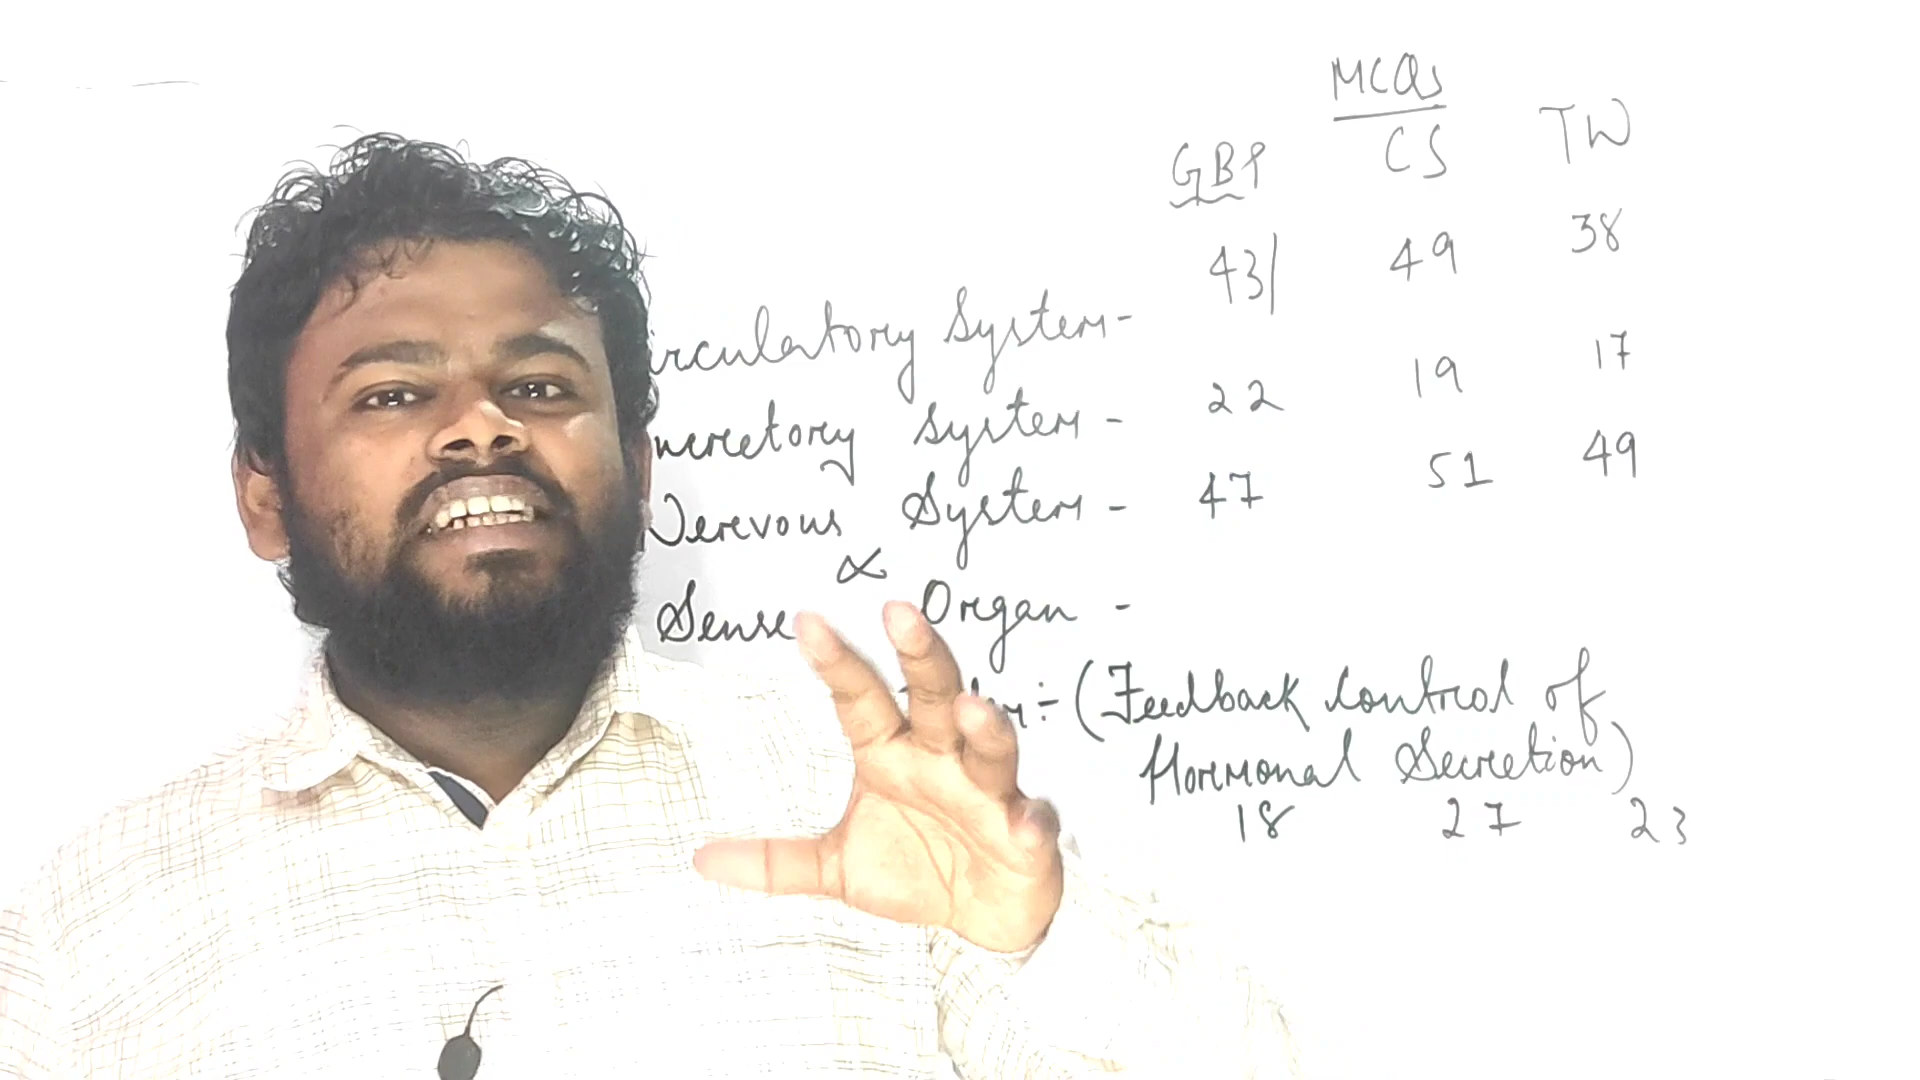 MCQs
GBP CS TW
43/ 49 38
irculatory System-
22 19 17
xcretory System-
Nervous System- 47 51 49
&
Sense Organ -
:- (Feedback Control of
Hormonal Secretion)
18 27 23